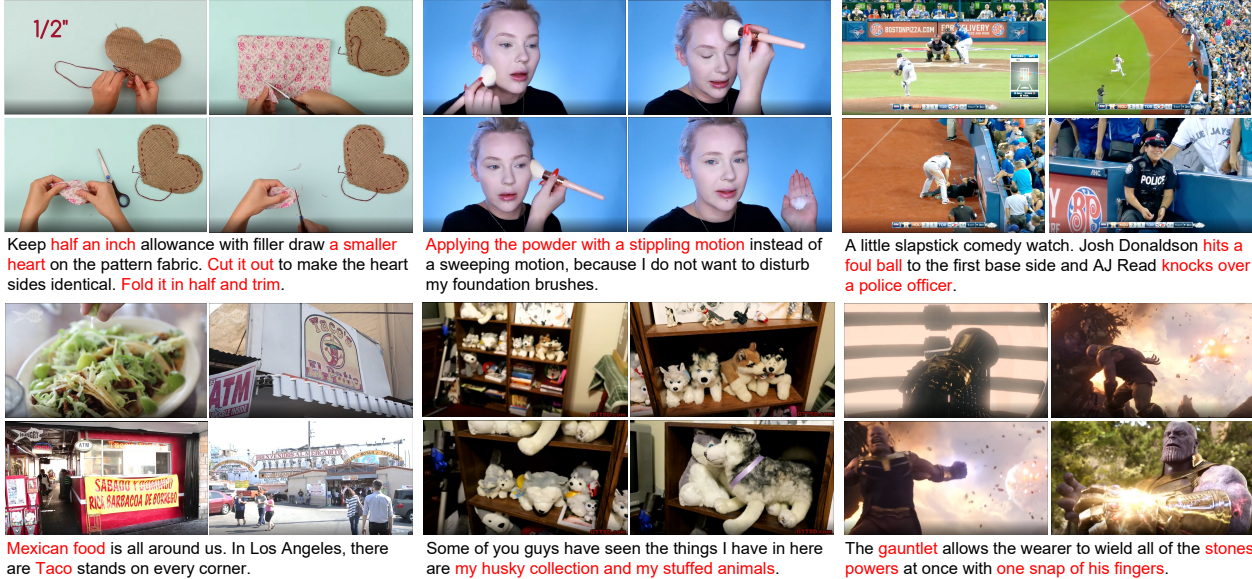 1/2"
BOSTONPIZZA.COM
POLICE
BLUE JAYS
Keep half an inch allowance with filler draw a smaller
heart on the pattern fabric. Cut it out to make the heart
sides identical. Fold it in half and trim.
Applying the powder with a stippling motion instead of
a sweeping motion, because I do not want to disturb
my foundation brushes.
A little slapstick comedy watch. Josh Donaldson hits a
foul ball to the first base side and AJ Read knocks over
a police officer.
ATM
ATM
SABADO Y DOMINGO
RICA BARBACOA DE BORREGO
Mexican food is all around us. In Los Angeles, there
are Taco stands on every corner.
Some of you guys have seen the things I have in here
are my husky collection and my stuffed animals.
The gauntlet allows the wearer to wield all of the stones
powers at once with one snap of his fingers.